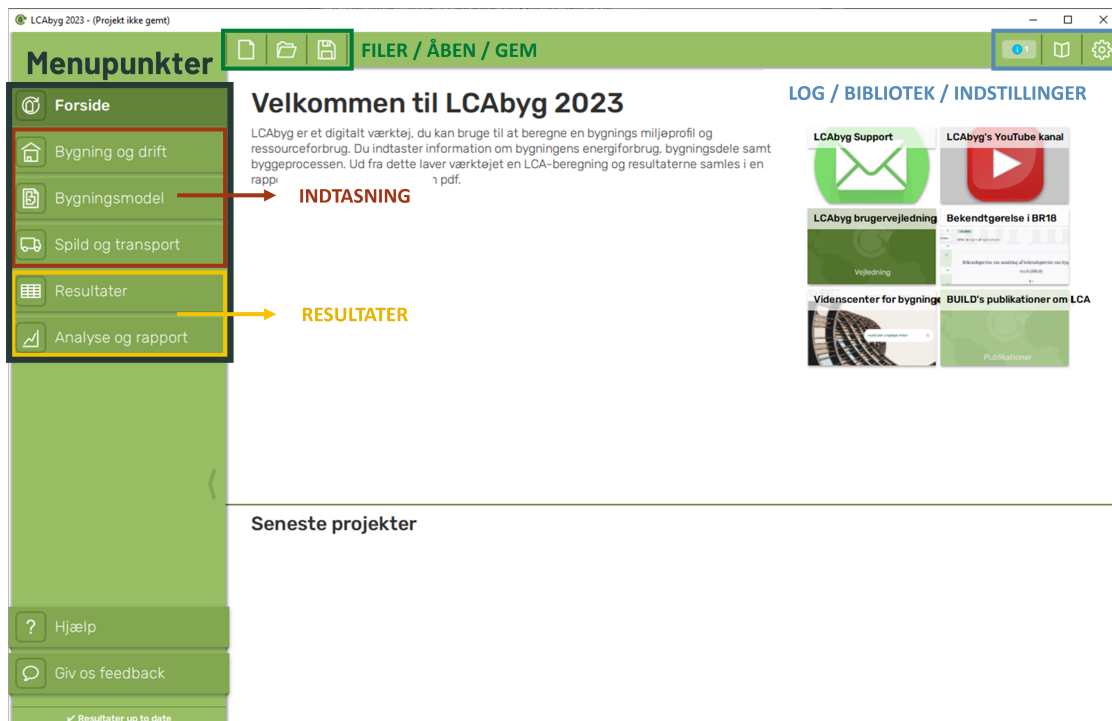 LCAbyg 2023 - (Projekt ikke gemt)
Menupunkter
FILER / ÅBEN / GEM
1
LOG / BIBLIOTEK / INDSTILLINGER
Forside
Bygning og drift
Bygningsmodel
Spild og transport
Resultater
Analyse og rapport
Velkommen til LCAbyg 2023
LCAbyg er et digitalt værktøj, du kan bruge til at beregne en bygnings miljøprofil og
ressourceforbrug. Du indtaster information om bygningens energiforbrug, bygningsdele samt
byggeprocessen. Ud fra dette laver værktøjet en LCA-beregning og resultaterne samles i en
pdf.
INDTASNING
RESULTATER
LCAbyg Support
LCAbyg's YouTube kanal
LCAbyg brugervejledning
Vejledning
Bekendtgørelse i BR18
Videnscenter for bygninge
BUILD's publikationer om LCA
Publikationer
Seneste projekter
? Hjælp
Giv os feedback
✔ Resultater up to date